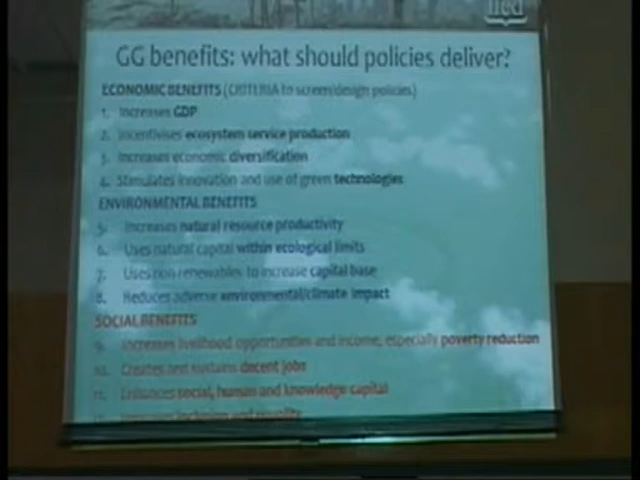 iied
GG benefits: what should policies deliver?
ECONOMIC BENEFITS (CRITERIA to screen/design policies)
1. Increases GDP
2. Incentivises ecosystem service production
3. Increases economic diversification
4. Stimulates innovation and use of green technologies
ENVIRONMENTAL BENEFITS
5. Increases natural resource productivity
6. Uses natural capital within ecological limits
7. Uses non-renewables to increase capital base
8. Reduces adverse environmental/climate impact
SOCIAL BENEFITS
9. Increases livelihood opportunities and income, especially poverty reduction
10. Creates and sustains decent jobs
11. Enhances social, human and knowledge capital
inclusion and equality